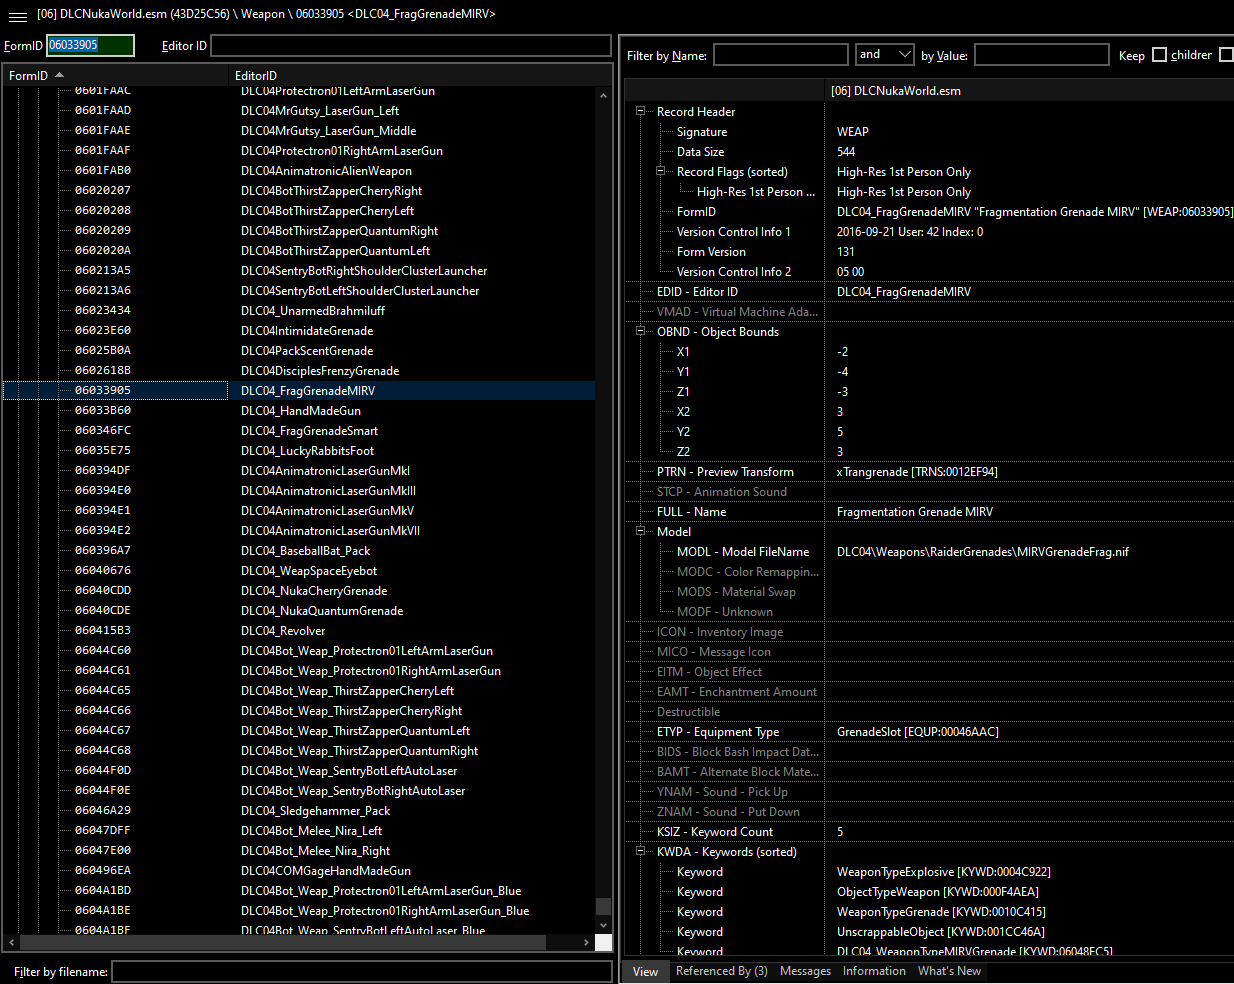 [06] DLCNukaWorld.esm (43D25C56) \ Weapon \ 06033905 <DLC04_FragGrenadeMIRV>
FormID 06033905 Editor ID
FormID EditorID
0601FAAC DLC04Protectron01LeftArmLaserGun
0601FAAD DLC04MrGutsy_LaserGun_Left
0601FAAE DLC04MrGutsy_LaserGun_Middle
0601FAAF DLC04Protectron01RightArmLaserGun
0601FAB0 DLC04AnimatronicAlienWeapon
06020207 DLC04BotThirstZapperCherryRight
06020208 DLC04BotThirstZapperCherryLeft
06020209 DLC04BotThirstZapperQuantumRight
0602020A DLC04BotThirstZapperQuantumLeft
060213A5 DLC04SentryBotRightShoulderClusterLauncher
060213A6 DLC04SentryBotLeftShoulderClusterLauncher
06023434 DLC04_UnarmedBrahmiluff
06023E60 DLC04IntimidateGrenade
06025B0A DLC04PackScentGrenade
0602618B DLC04DisciplesFrenzyGrenade
06033905 DLC04_FragGrenadeMIRV
06033B60 DLC04_HandMadeGun
060346FC DLC04_FragGrenadeSmart
06035E75 DLC04_LuckyRabbitsFoot
060394DF DLC04AnimatronicLaserGunMkI
060394E0 DLC04AnimatronicLaserGunMkIII
060394E1 DLC04AnimatronicLaserGunMkV
060394E2 DLC04AnimatronicLaserGunMkVII
060396A7 DLC04_BaseballBat_Pack
06040676 DLC04_WeapSpaceEyebot
06040CDD DLC04_NukaCherryGrenade
06040CDE DLC04_NukaQuantumGrenade
060415B3 DLC04_Revolver
06044C60 DLC04Bot_Weap_Protectron01LeftArmLaserGun
06044C61 DLC04Bot_Weap_Protectron01RightArmLaserGun
06044C65 DLC04Bot_Weap_ThirstZapperCherryLeft
06044C66 DLC04Bot_Weap_ThirstZapperCherryRight
06044C67 DLC04Bot_Weap_ThirstZapperQuantumLeft
06044C68 DLC04Bot_Weap_ThirstZapperQuantumRight
06044F0D DLC04Bot_Weap_SentryBotLeftAutoLaser
06044F0E DLC04Bot_Weap_SentryBotRightAutoLaser
06046A29 DLC04_Sledgehammer_Pack
06047DFF DLC04Bot_Melee_Nira_Left
06047E00 DLC04Bot_Melee_Nira_Right
060496EA DLC04COMGageHandMadeGun
0604A1BD DLC04Bot_Weap_Protectron01LeftArmLaserGun_Blue
0604A1BE DLC04Bot_Weap_Protectron01RightArmLaserGun_Blue
0604A1BF DLC04Bot_Weap_SentryBotLeftAutoLaser_Blue
Filter by filename:
Filter by Name: and by Value: Keep children
[06] DLCNukaWorld.esm
Record Header
Signature WEAP
Data Size 544
Record Flags (sorted) High-Res 1st Person Only
High-Res 1st Person ... High-Res 1st Person Only
FormID DLC04_FragGrenadeMIRV "Fragmentation Grenade MIRV" [WEAP:06033905]
Version Control Info 1 2016-09-21 User: 42 Index: 0
Form Version 131
Version Control Info 2 05 00
EDID - Editor ID DLC04_FragGrenadeMIRV
VMAD - Virtual Machine Ada...
OBND - Object Bounds
X1 -2
Y1 -4
Z1 -3
X2 3
Y2 5
Z2 3
PTRN - Preview Transform xTrangrenade [TRNS:0012EF94]
STCP - Animation Sound
FULL - Name Fragmentation Grenade MIRV
Model
MODL - Model FileName DLC04\Weapons\RaiderGrenades\MIRVGrenadeFrag.nif
MODC - Color Remappin...
MODS - Material Swap
MODF - Unknown
ICON - Inventory Image
MICO - Message Icon
EITM - Object Effect
EAMT - Enchantment Amount
Destructible
ETYP - Equipment Type GrenadeSlot [EQUP:00046AAC]
BIDS - Block Bash Impact Dat...
BAMT - Alternate Block Mate...
YNAM - Sound - Pick Up
ZNAM - Sound - Put Down
KSIZ - Keyword Count 5
KWDA - Keywords (sorted)
Keyword WeaponTypeExplosive [KYWD:0004C922]
Keyword ObjectTypeWeapon [KYWD:000F4AEA]
Keyword WeaponTypeGrenade [KYWD:0010C415]
Keyword UnscrappableObject [KYWD:001CC46A]
Keyword DLC04_WeaponTypeMIRVGrenade [KYWD:06048FC5]
View Referenced By (3) Messages Information What's New